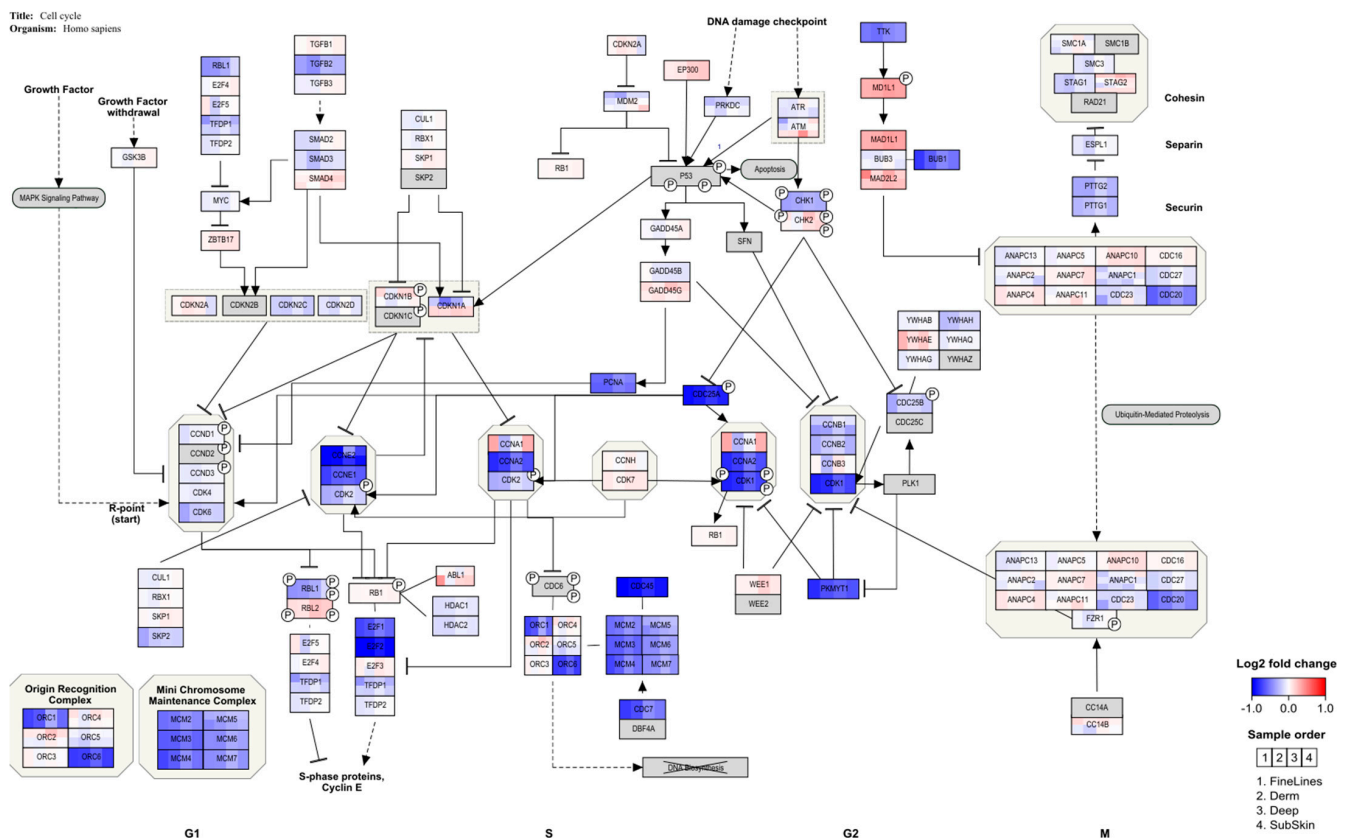 Title: Cell cycle
Organism: Homo sapiens
Growth Factor
Growth Factor
withdrawal
GSK3B
MAPK Signaling Pathway
RBL1
E2F4
E2F5
TFDP1
TFDP2
MYC
ZBTB17
TGFB1
TGFB2
TGFB3
SMAD2
SMAD3
SMAD4
CUL1
RBX1
SKP1
SKP2
CDKN2A
CDKN2B
CDKN2C
CDKN2D
CDKN1B
P
CDKN1C
P
CDKN1A
CDKN2A
MDM2
RB1
EP300
DNA damage checkpoint
PRKDC
ATR
ATM
1
P53
P
P
P
Apoptosis
CHK1
CHK2
P
P
P
P
P
GADD45A
SFN
GADD45B
GADD45G
PCNA
CDC25A
P
TTK
MD1L1
P
MAD1L1
BUB3
MAD2L2
BUB1
SMC1A
SMC1B
SMC3
STAG1
STAG2
RAD21
Cohesin
ESPL1
Separin
PTTG2
PTTG1
Securin
ANAPC13
ANAPC5
ANAPC10
CDC16
ANAPC2
ANAPC7
ANAPC1
CDC27
ANAPC4
ANAPC11
CDC23
CDC20
YWHAB
YWHAH
YWHAE
YWHAQ
YWHAG
YWHAZ
CDC25B
P
CDC25C
PLK1
Ubiquitin-Mediated Proteolysis
CCND1
P
CCND2
P
CCND3
P
CDK4
CDK6
R-point
(start)
CCNE2
CCNE1
CDK2
P
CCNA1
CCNA2
CDK2
P
CCNH
CDK7
CCNA1
CCNA2
CDK1
P
P
P
CCNB1
CCNB2
CCNB3
CDK1
RB1
WEE1
WEE2
PKMYT1
CUL1
RBX1
SKP1
SKP2
RBL1
RBL2
P
P
P
P
E2F5
E2F4
TFDP1
TFDP2
RB1
P
ABL1
HDAC1
HDAC2
E2F1
E2F2
E2F3
TFDP1
TFDP2
CDC6
P
P
P
ORC1
ORC4
ORC2
ORC5
ORC3
ORC6
CDC45
MCM2
MCM5
MCM3
MCM6
MCM4
MCM7
CDC7
DBF4A
DNA Biosynthesis
ANAPC13
ANAPC5
ANAPC10
CDC16
ANAPC2
ANAPC7
ANAPC1
CDC27
ANAPC4
ANAPC11
CDC23
CDC20
FZR1
P
CC14A
CC14B
Origin Recognition
Complex
ORC1
ORC4
ORC2
ORC5
ORC3
ORC6
Mini Chromosome
Maintenance Complex
MCM2
MCM5
MCM3
MCM6
MCM4
MCM7
S-phase proteins,
Cyclin E
Log2 fold change
-1.0 0.0 1.0
Sample order
1 2 3 4
1. FineLines
2. Derm
3. Deep
4. SubSkin
G1
S
G2
M